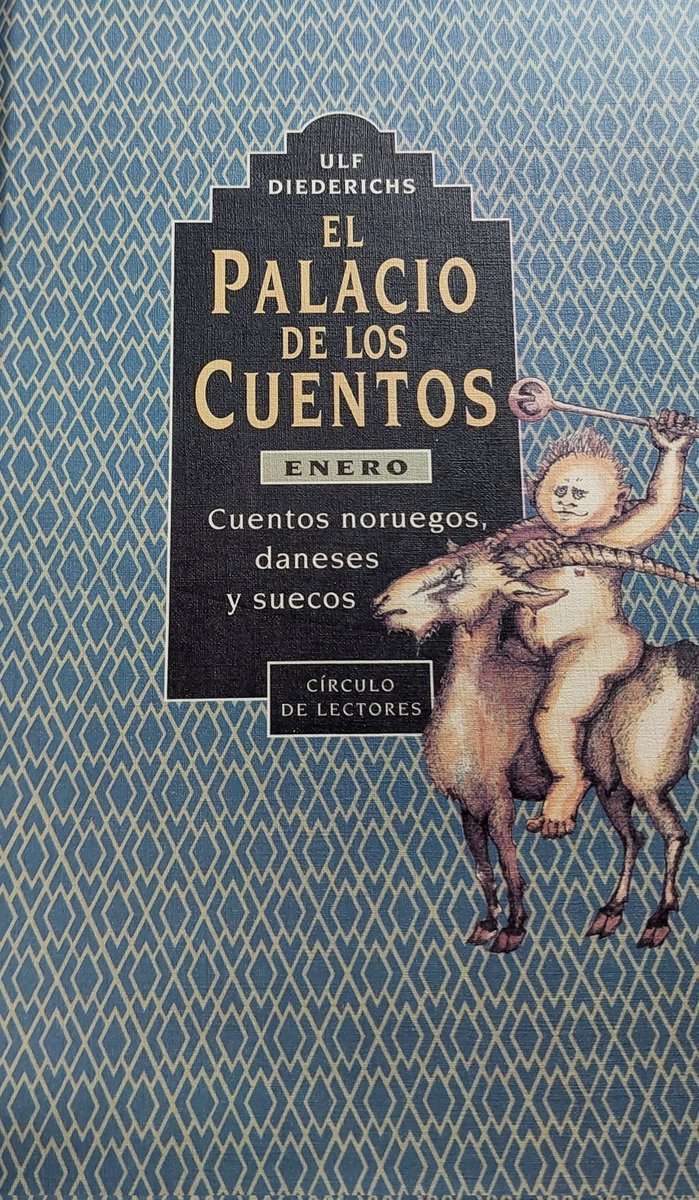 ULF
DIEDERICHS
EL
PALACIO
DE LOS
CUENTOS
ENERO
Cuentos noruegos,
daneses
y suecos
CÍRCULO
DE LECTORES